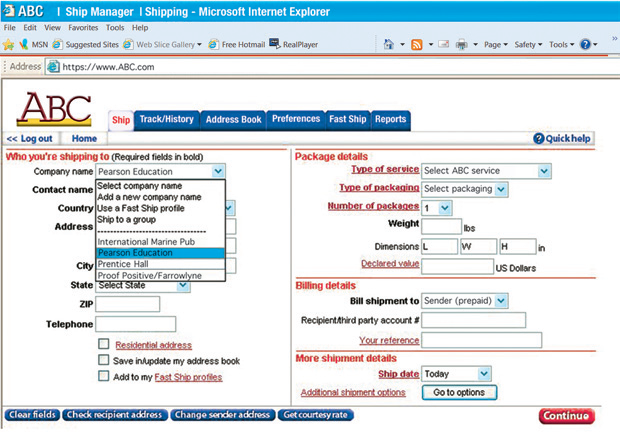 ABC | Ship Manager | Shipping - Microsoft Internet Explorer
File Edit View Favorites Tools Help
MSN Suggested Sites Web Slice Gallery Free Hotmail RealPlayer Page Safety Tools
Address https://www.ABC.com
ABC
Ship Track/History Address Book Preferences Fast Ship Reports
<< Log out Home Quick help
Who you're shipping to (Required fields in bold)
Company name Pearson Education
Contact name
Select company name
Add a new company name
Country
Use a Fast Ship profile
Address
Ship to a group
----------------------------------
International Marine Pub
Pearson Education
City
Prentice Hall
Proof Positive/Farrowlyne
State Select State
ZIP
Telephone
Residential address
Save in/update my address book
Add to my Fast Ship profiles
Package details
Type of service Select ABC service
Type of packaging Select packaging
Number of packages 1
Weight lbs
Dimensions L W H in
Declared value US Dollars
Billing details
Bill shipment to Sender (prepaid)
Recipient/third party account #
Your reference
More shipment details
Ship date Today
Additional shipment options Go to options
Clear fields Check recipient address Change sender address Get courtesy rate Continue